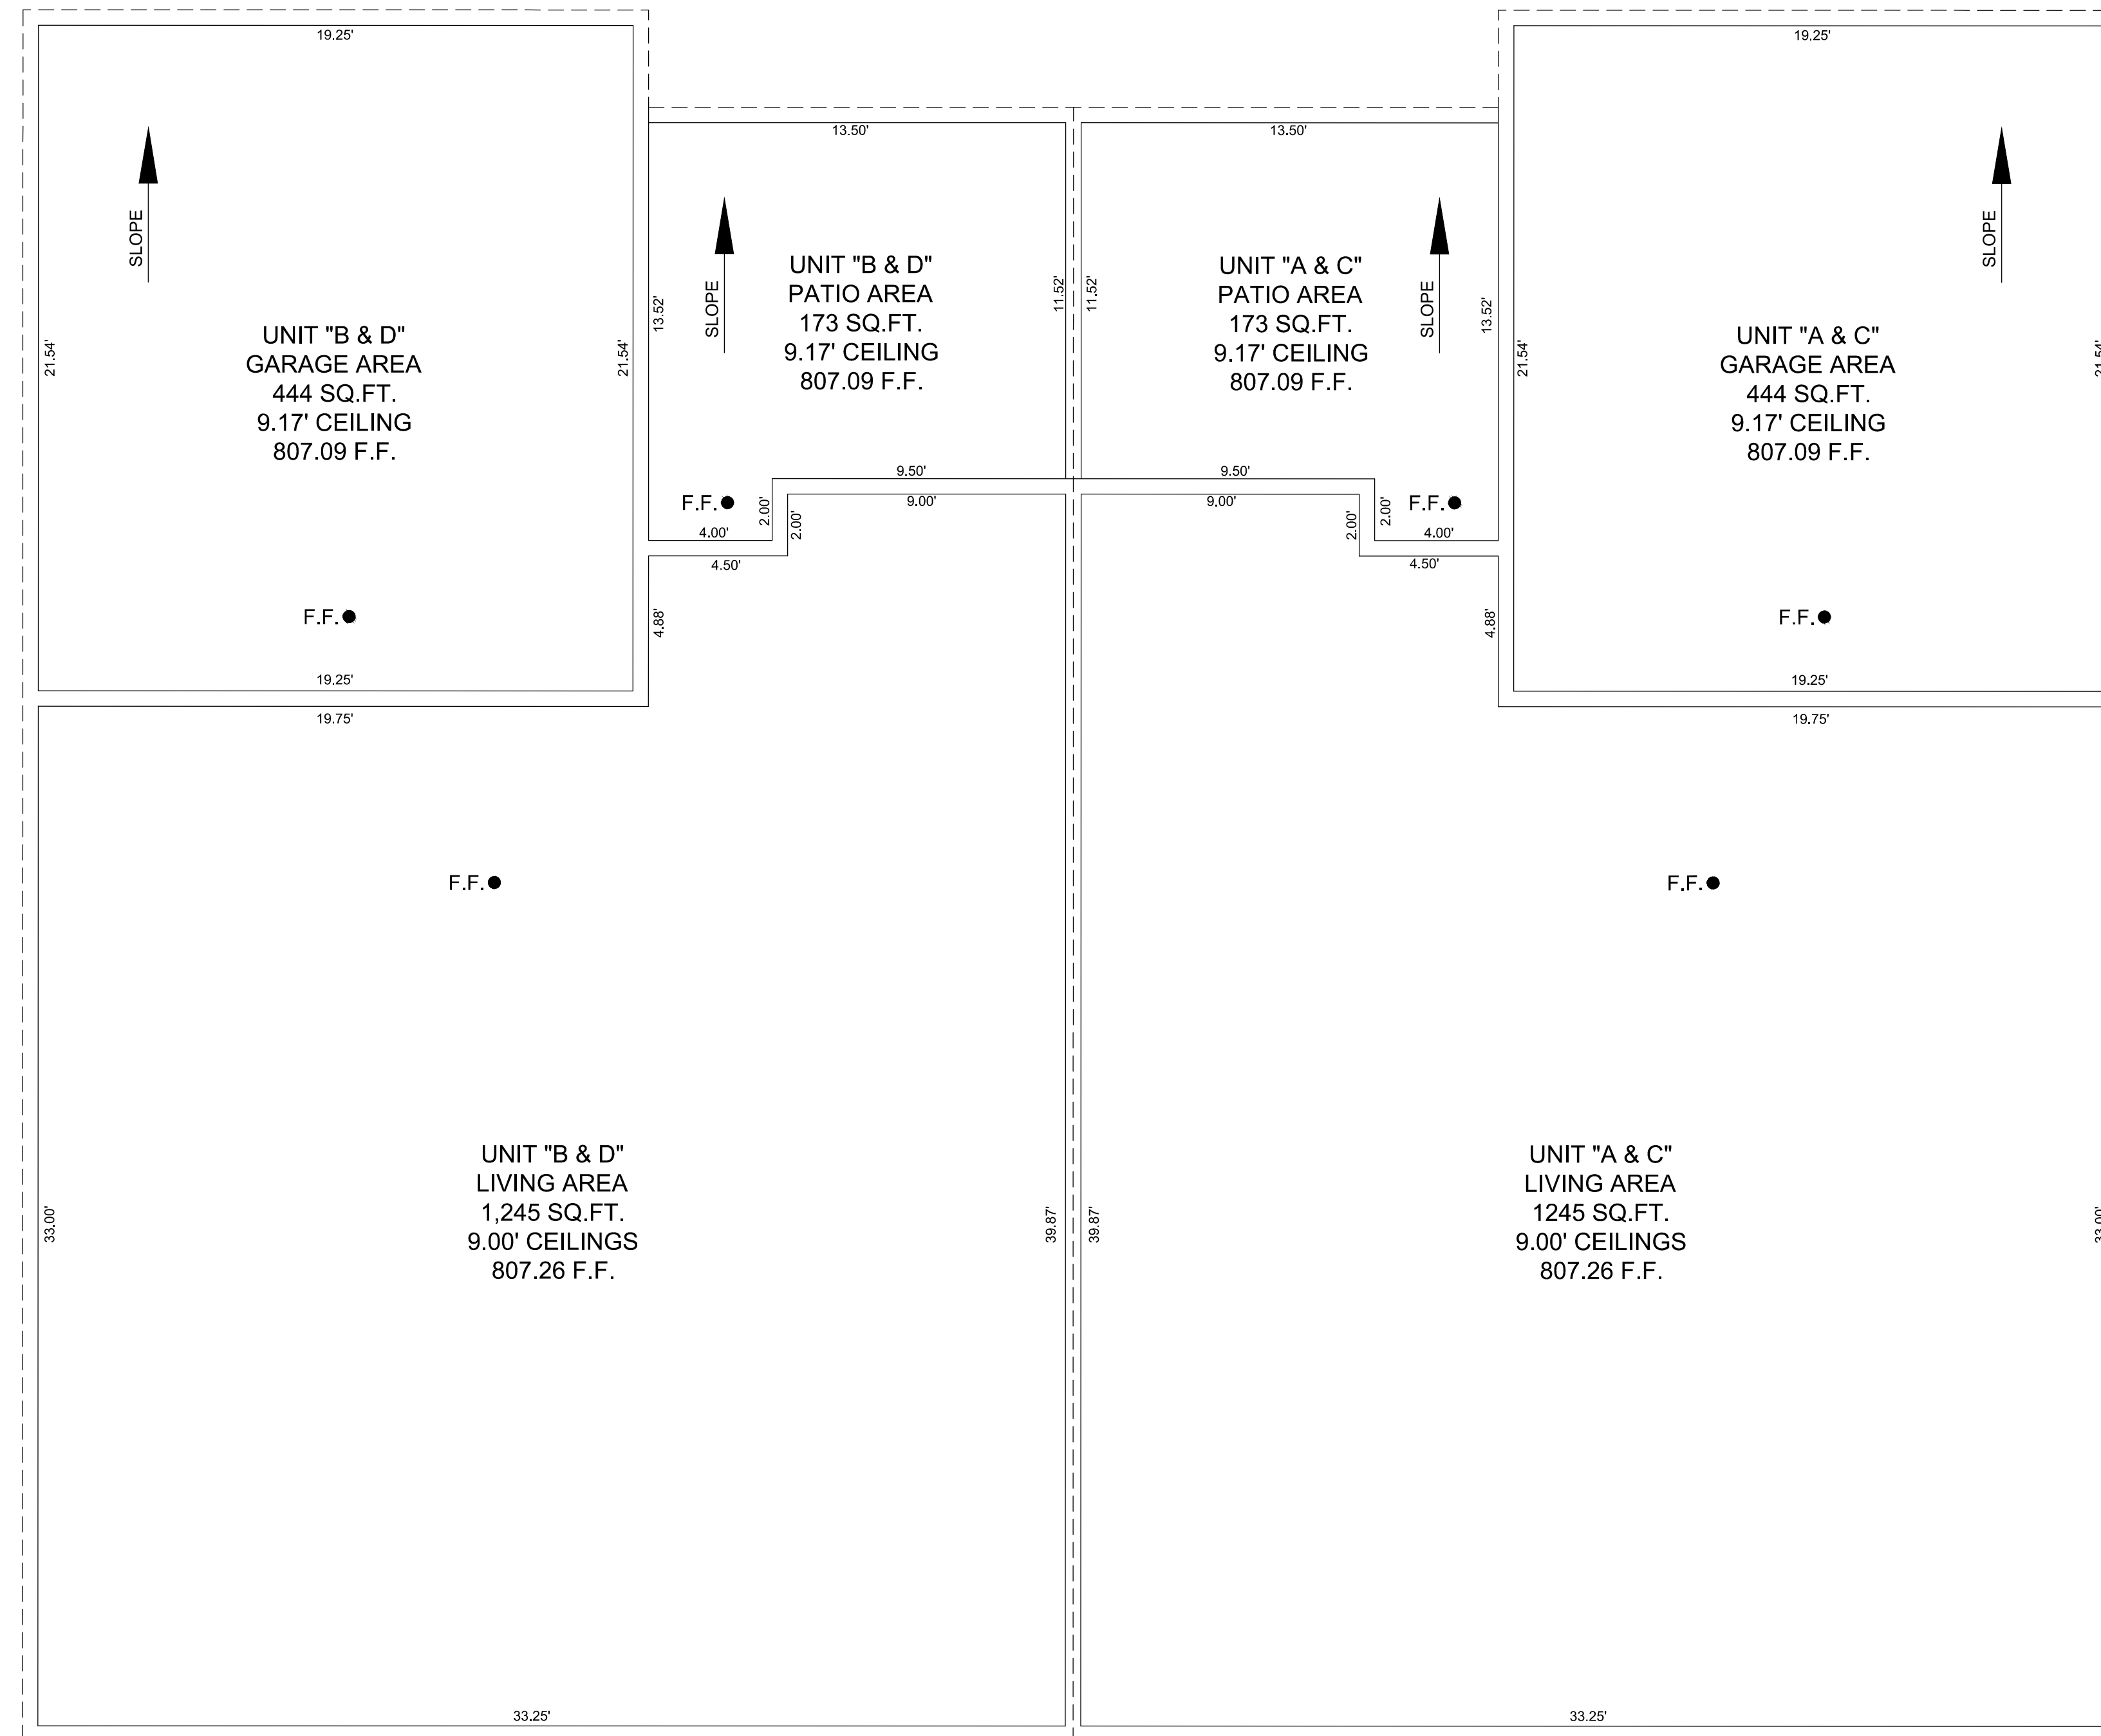 19.25'
19.25'
13.50'
13.50'
SLOPE
SLOPE
SLOPE
SLOPE
UNIT "B & D"
GARAGE AREA
444 SQ.FT.
9.17' CEILING
807.09 F.F.
21.54'
21.54'
13.52'
UNIT "B & D"
PATIO AREA
173 SQ.FT.
9.17' CEILING
807.09 F.F.
11.52'
11.52'
UNIT "A & C"
PATIO AREA
173 SQ.FT.
9.17' CEILING
807.09 F.F.
13.52'
21.54'
UNIT "A & C"
GARAGE AREA
444 SQ.FT.
9.17' CEILING
807.09 F.F.
21.54'
9.50'
9.50'
F.F.
2.00'
2.00'
9.00'
9.00'
2.00'
2.00'
F.F.
4.00'
4.00'
4.50'
4.50'
F.F.
4.88'
4.88'
F.F.
19.25'
19.25'
19.75'
19.75'
F.F.
F.F.
UNIT "B & D"
LIVING AREA
1,245 SQ.FT.
9.00' CEILINGS
807.26 F.F.
33.00'
39.87'
39.87'
UNIT "A & C"
LIVING AREA
1245 SQ.FT.
9.00' CEILINGS
807.26 F.F.
33.00'
33.25'
33.25'